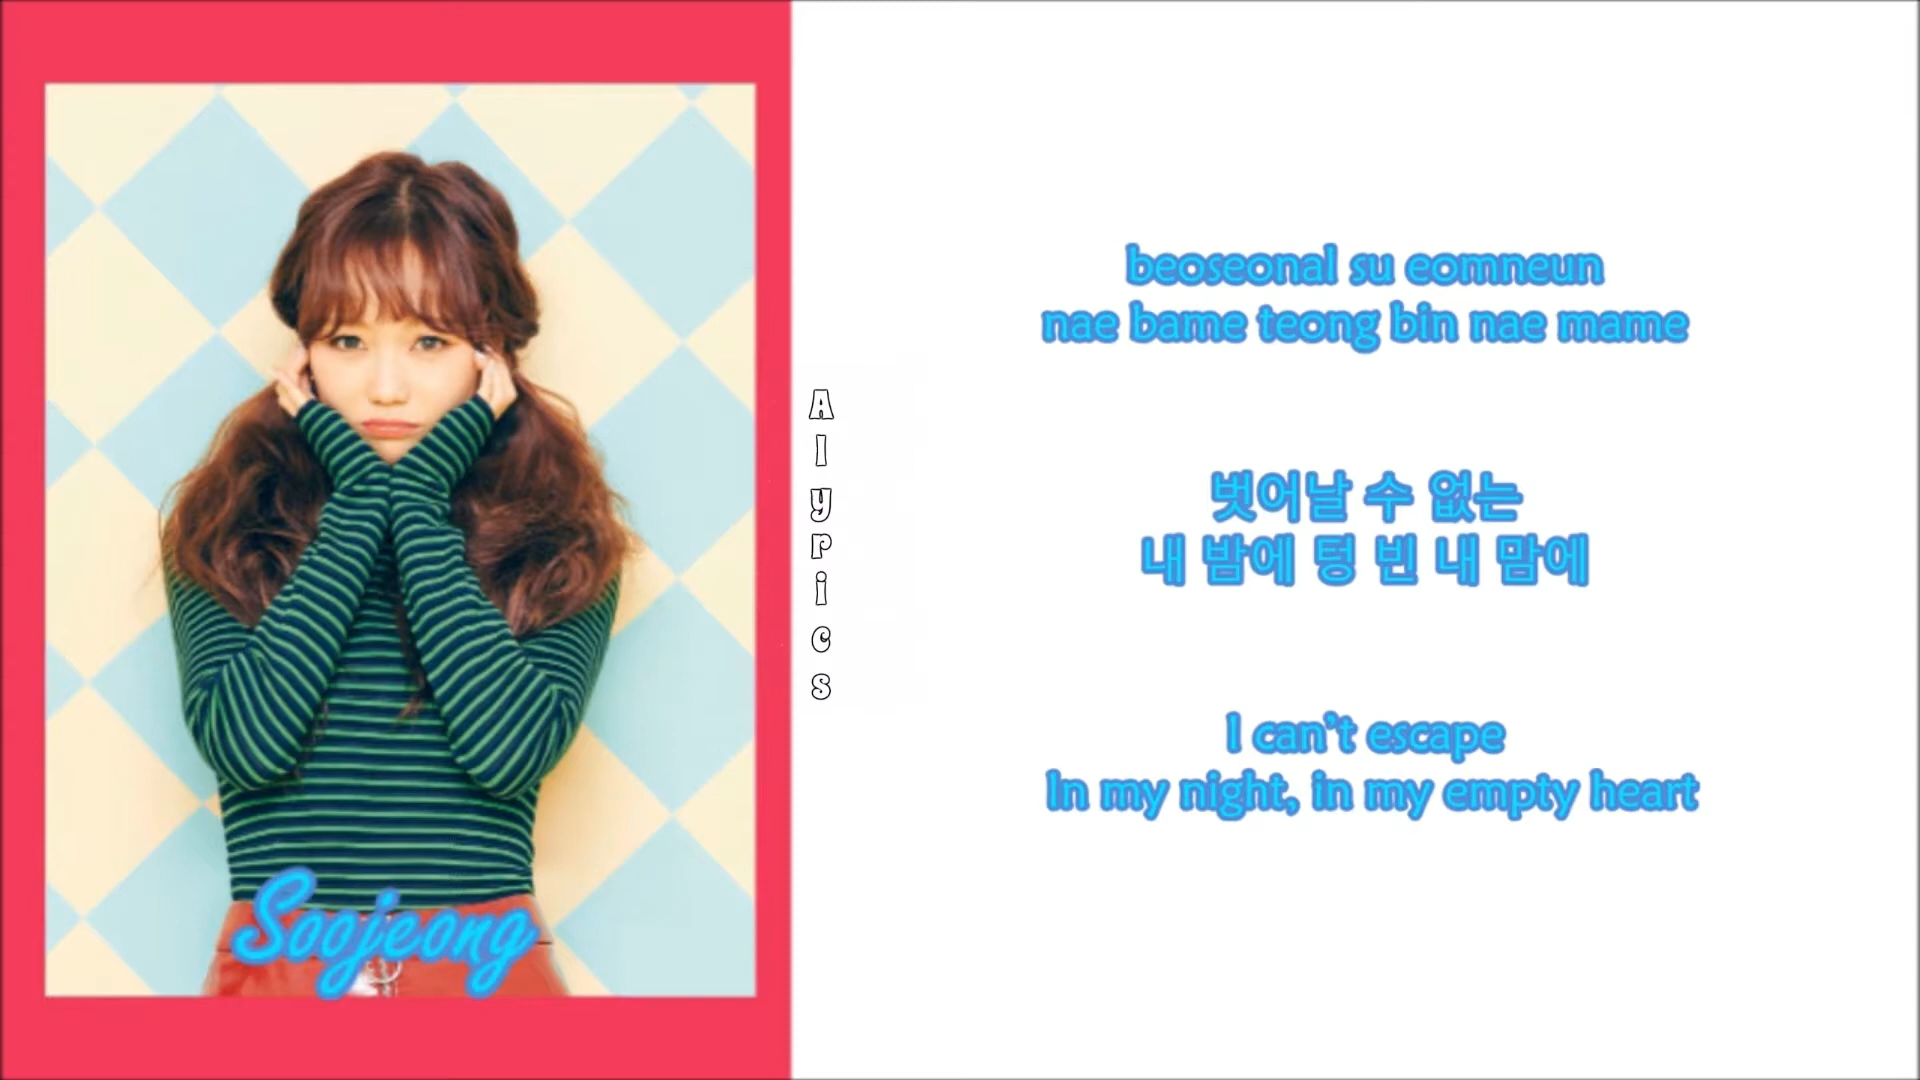 Soojeong
Alypics
beoseonal su eomneun
nae bame teong bin nae mame
벗어날 수 없는
내 밤에 텅 빈 내 맘에
I can't escape
In my night, in my empty heart